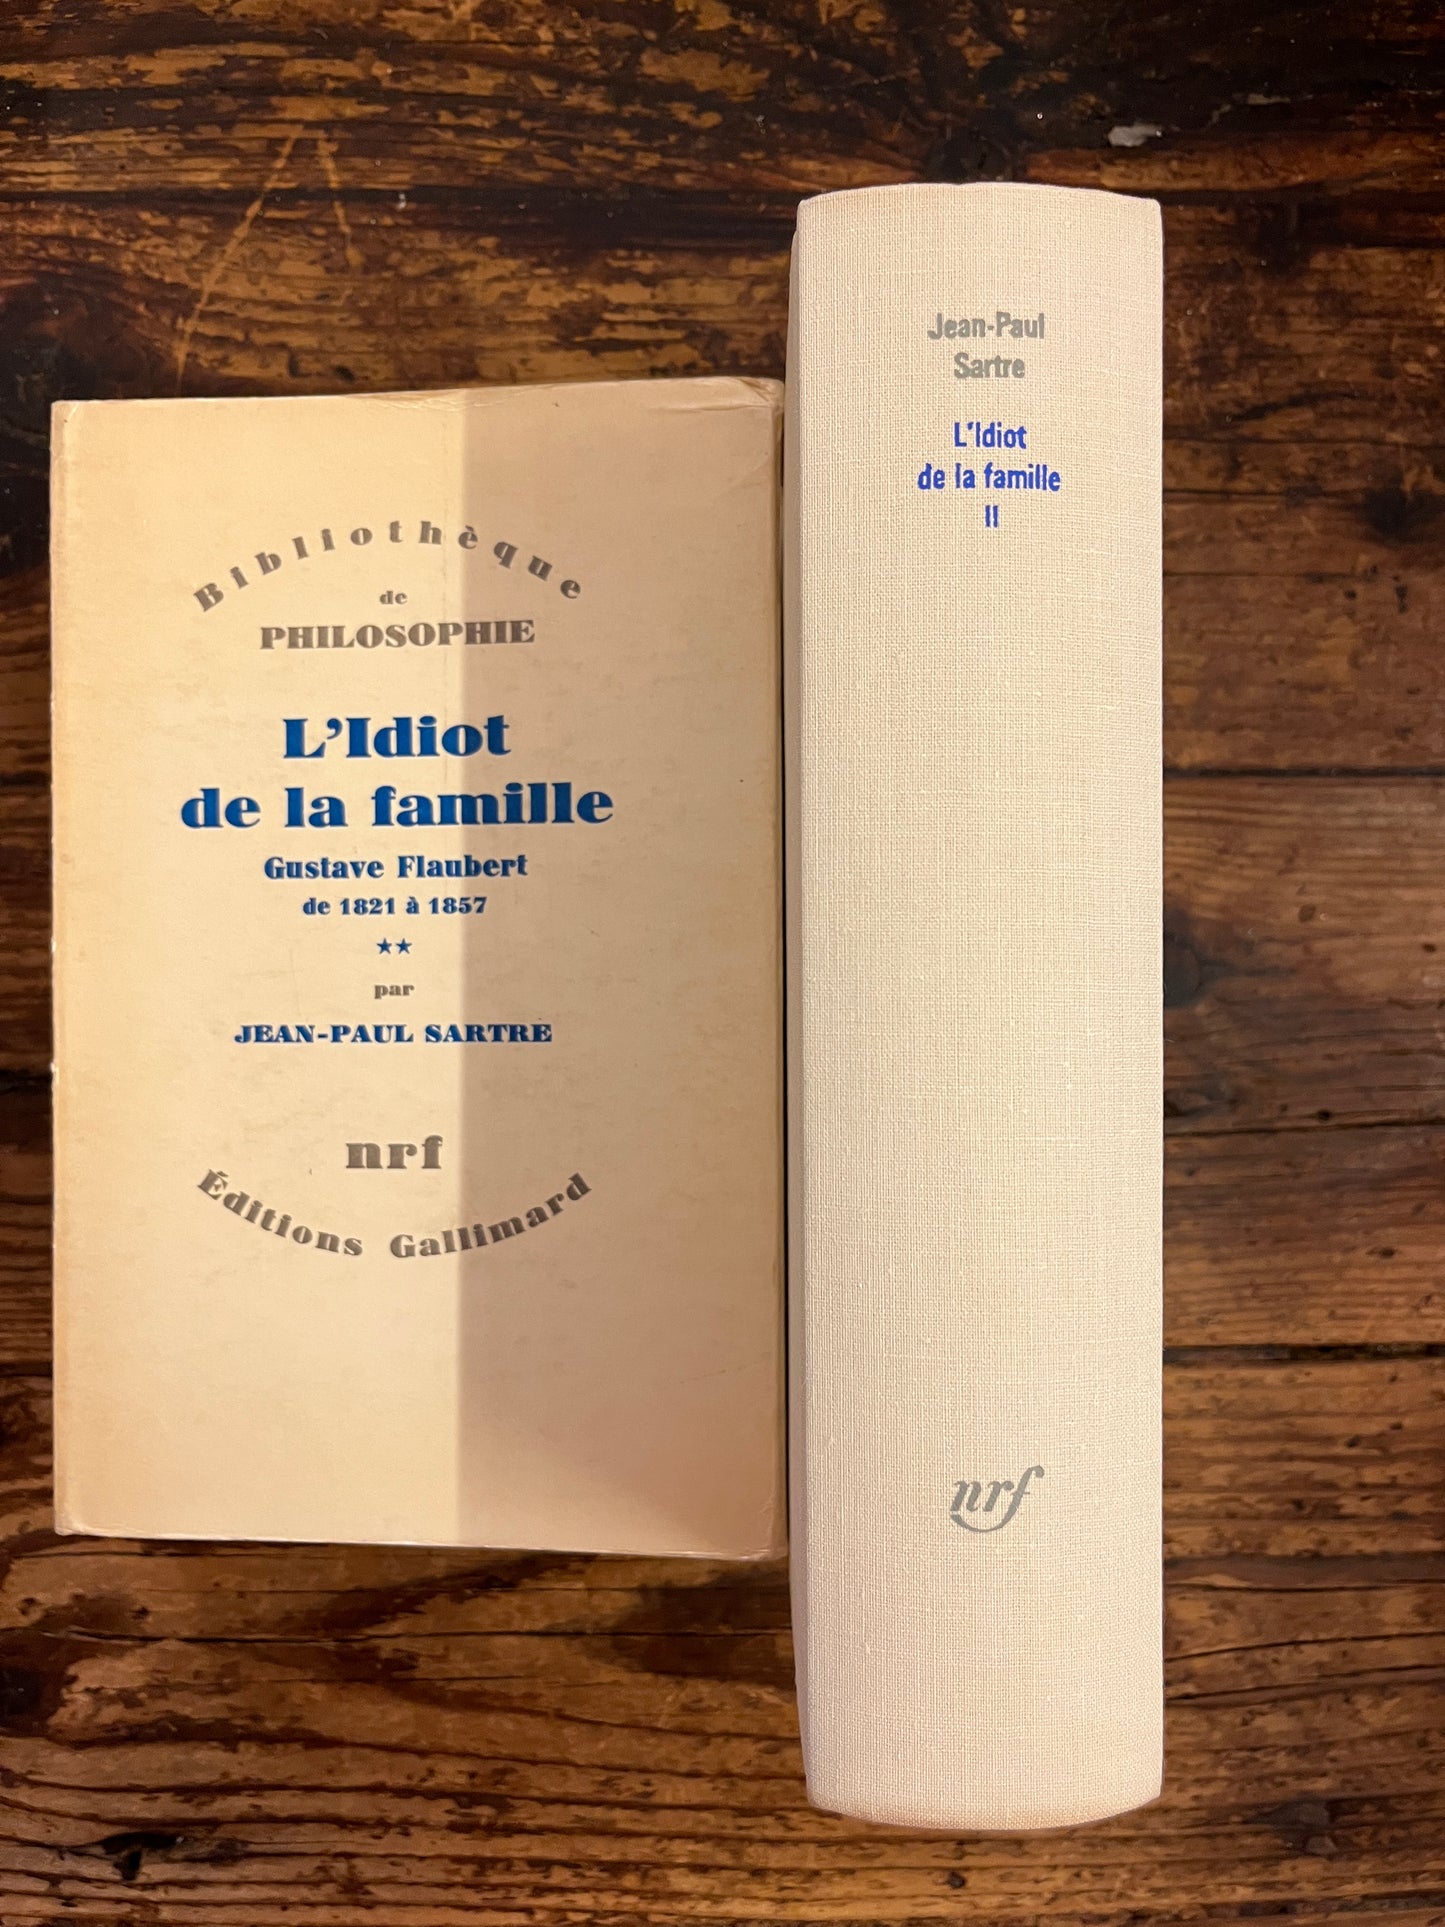 Bibliothèque
de
PHILOSOPHIE
L'Idiot
de la famille
Gustave Flaubert
de 1821 à 1857
★★
par
JEAN-PAUL SARTRE
nrf
Éditions Gallimard
Jean-Paul
Sartre
L'Idiot
de la famille
II
nrf